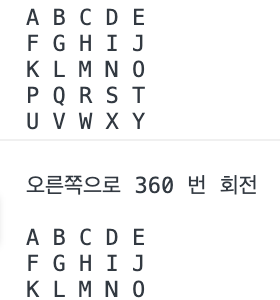 A B C D E
F G H I J
K L M N O
P Q R S T
U V W X Y
오른쪽으로 360 번 회전
A B C D E
F G H I J
K L M N O